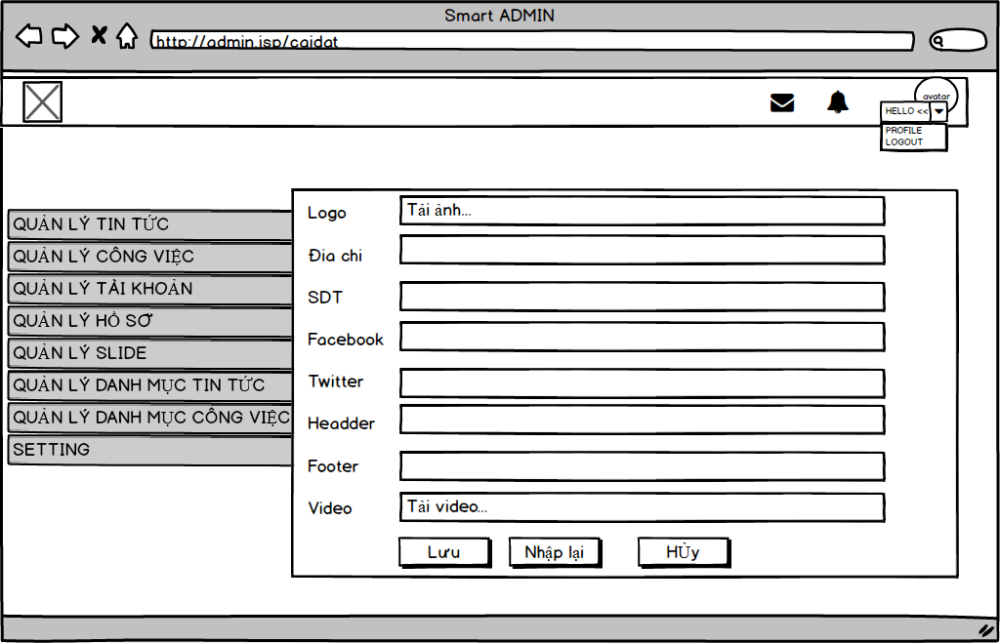 Smart ADMIN
http://admin.jsp/caidat
avatar
HELLO <<
PROFILE
LOGOUT
QUẢN LÝ TIN TỨC
QUẢN LÝ CÔNG VIỆC
QUẢN LÝ TÀI KHOẢN
QUẢN LÝ HỒ SƠ
QUẢN LÝ SLIDE
QUẢN LÝ DANH MỤC TIN TỨC
QUẢN LÝ DANH MỤC CÔNG VIỆC
SETTING
Logo
Tải ảnh...
Đia chi
SDT
Facebook
Twitter
Headder
Footer
Video
Tải video...
Lưu
Nhập lại
HỦy